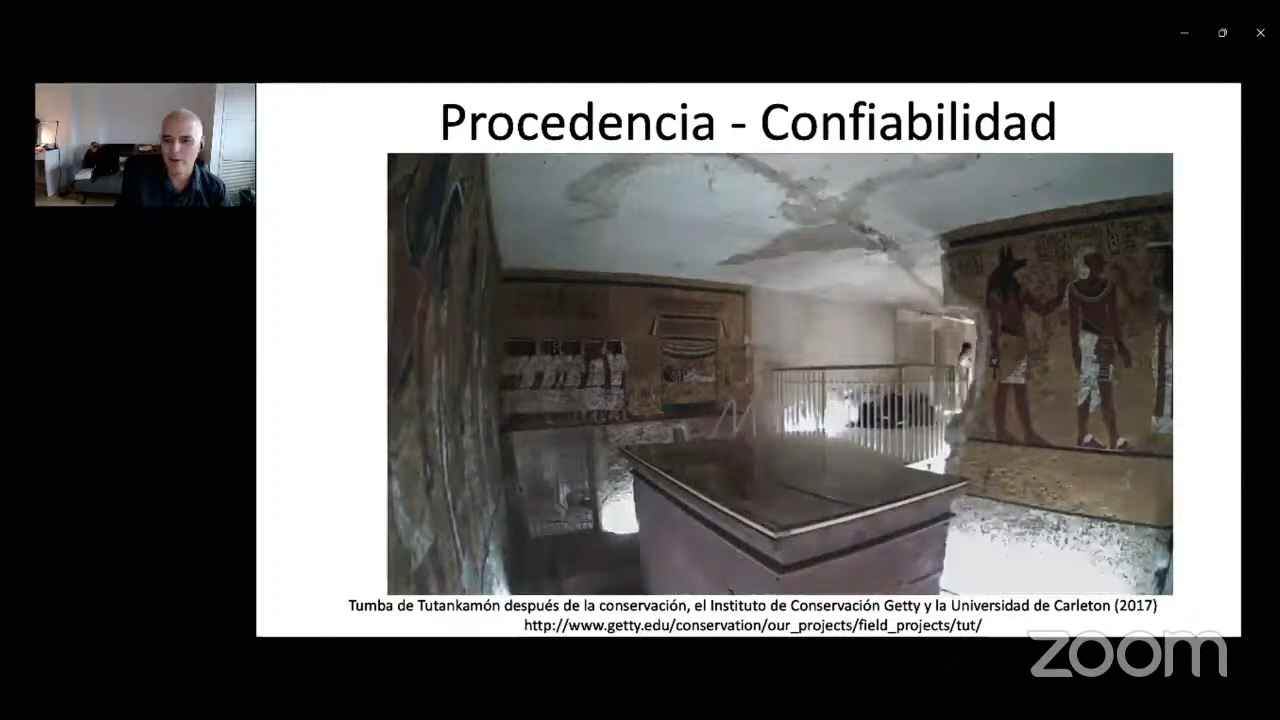 Procedencia - Confiabilidad
Tumba de Tutankamón después de la conservación, el Instituto de Conservación Getty y la Universidad de Carleton (2017)
http://www.getty.edu/conservation/our_projects/field_projects/tut/
zoom